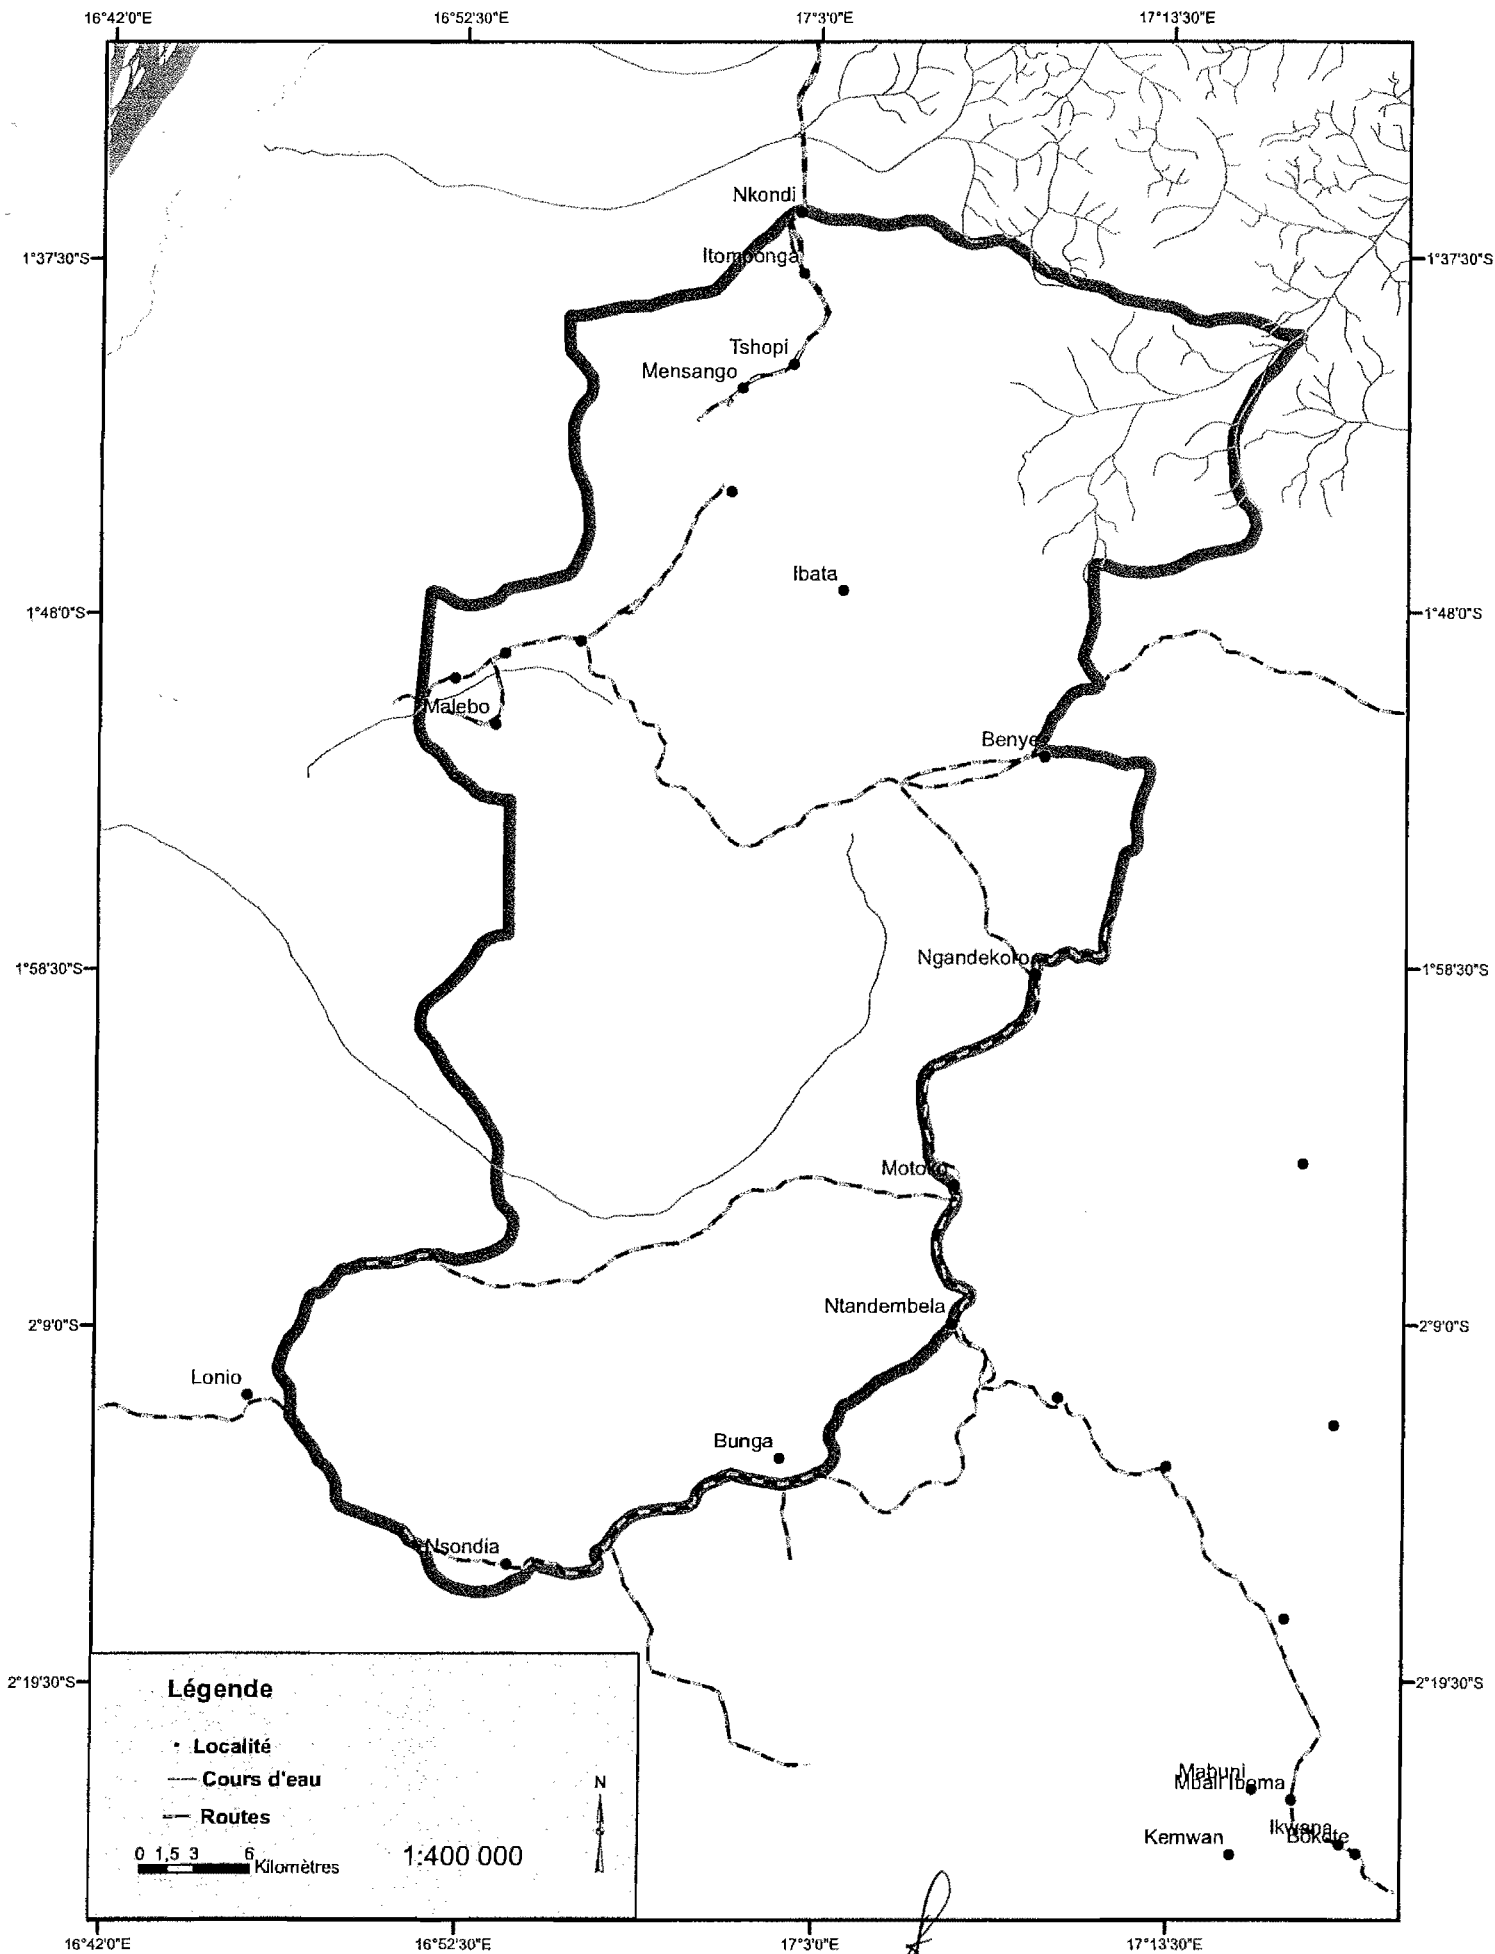 16°42'0"E 16°52'30"E 17°3'0"E 17°13'30"E
Nkondi
1°37'30"S Itomponga 1°37'30"S
Tshopi
Mensango
Ibata
1°48'0"S 1°48'0"S
Malebo
Benye
Ngandekoro
1°58'30"S 1°58'30"S
Motoko
Ntandembela
2°9'0"S 2°9'0"S
Lonio
Bunga
Nsondia
2°19'30"S 2°19'30"S
Légende
Localité
Cours d'eau
Routes
N
0 1,5 3 6
Kilomètres
1:400 000
Mabuni
Mbali Iboma
Ikwana
Bokote
Kemwan
16°42'0"E 16°52'30"E 17°3'0"E 17°13'30"E